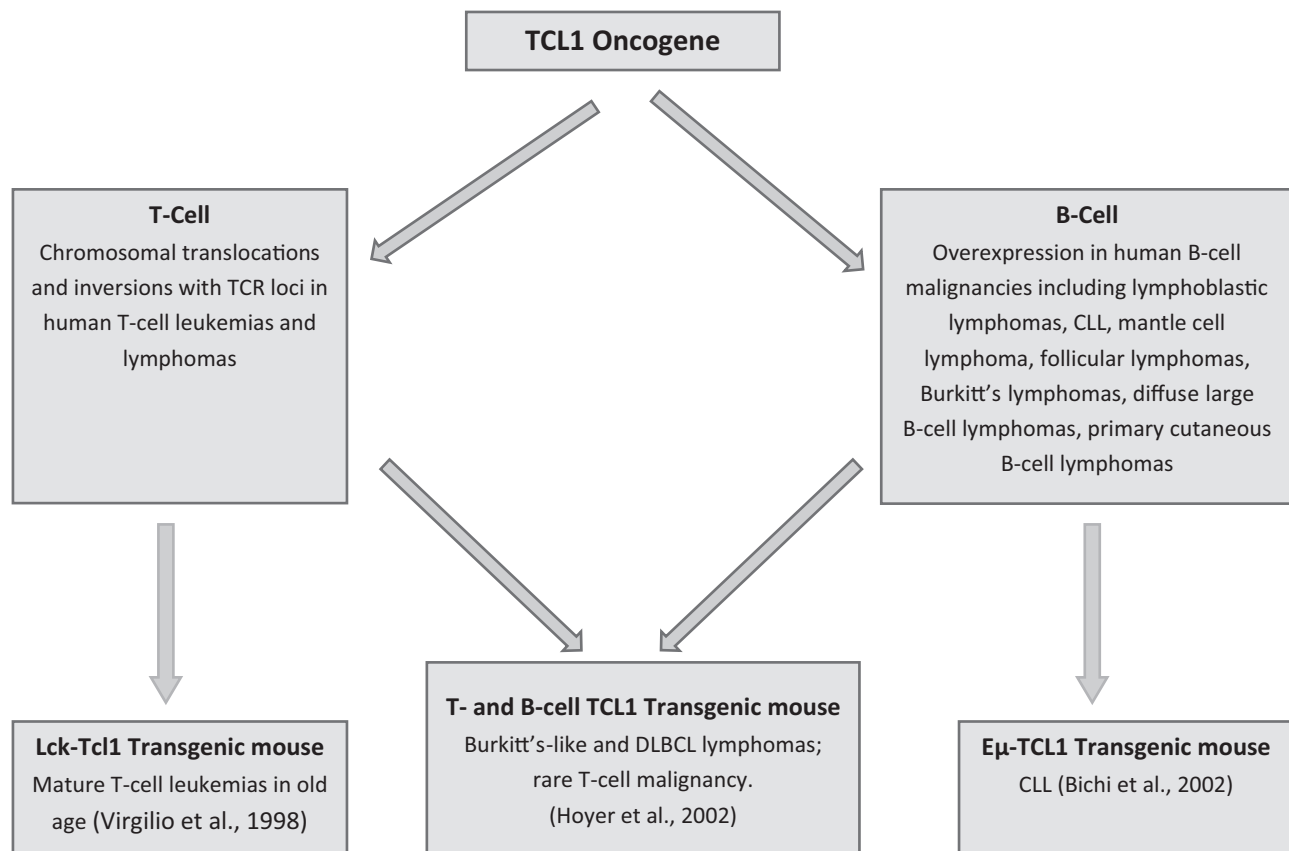 TCL1 Oncogene
T-Cell
Chromosomal translocations
and inversions with TCR loci in
human T-cell leukemias and
lymphomas
B-Cell
Overexpression in human B-cell
malignancies including lymphoblastic
lymphomas, CLL, mantle cell
lymphoma, follicular lymphomas,
Burkitt's lymphomas, diffuse large
B-cell lymphomas, primary cutaneous
B-cell lymphomas
Lck-Tcl1 Transgenic mouse
Mature T-cell leukemias in old
age (Virgilio et al., 1998)
T- and B-cell TCL1 Transgenic mouse
Burkitt's-like and DLBCL lymphomas;
rare T-cell malignancy.
(Hoyer et al., 2002)
Eμ-TCL1 Transgenic mouse
CLL (Bichi et al., 2002)